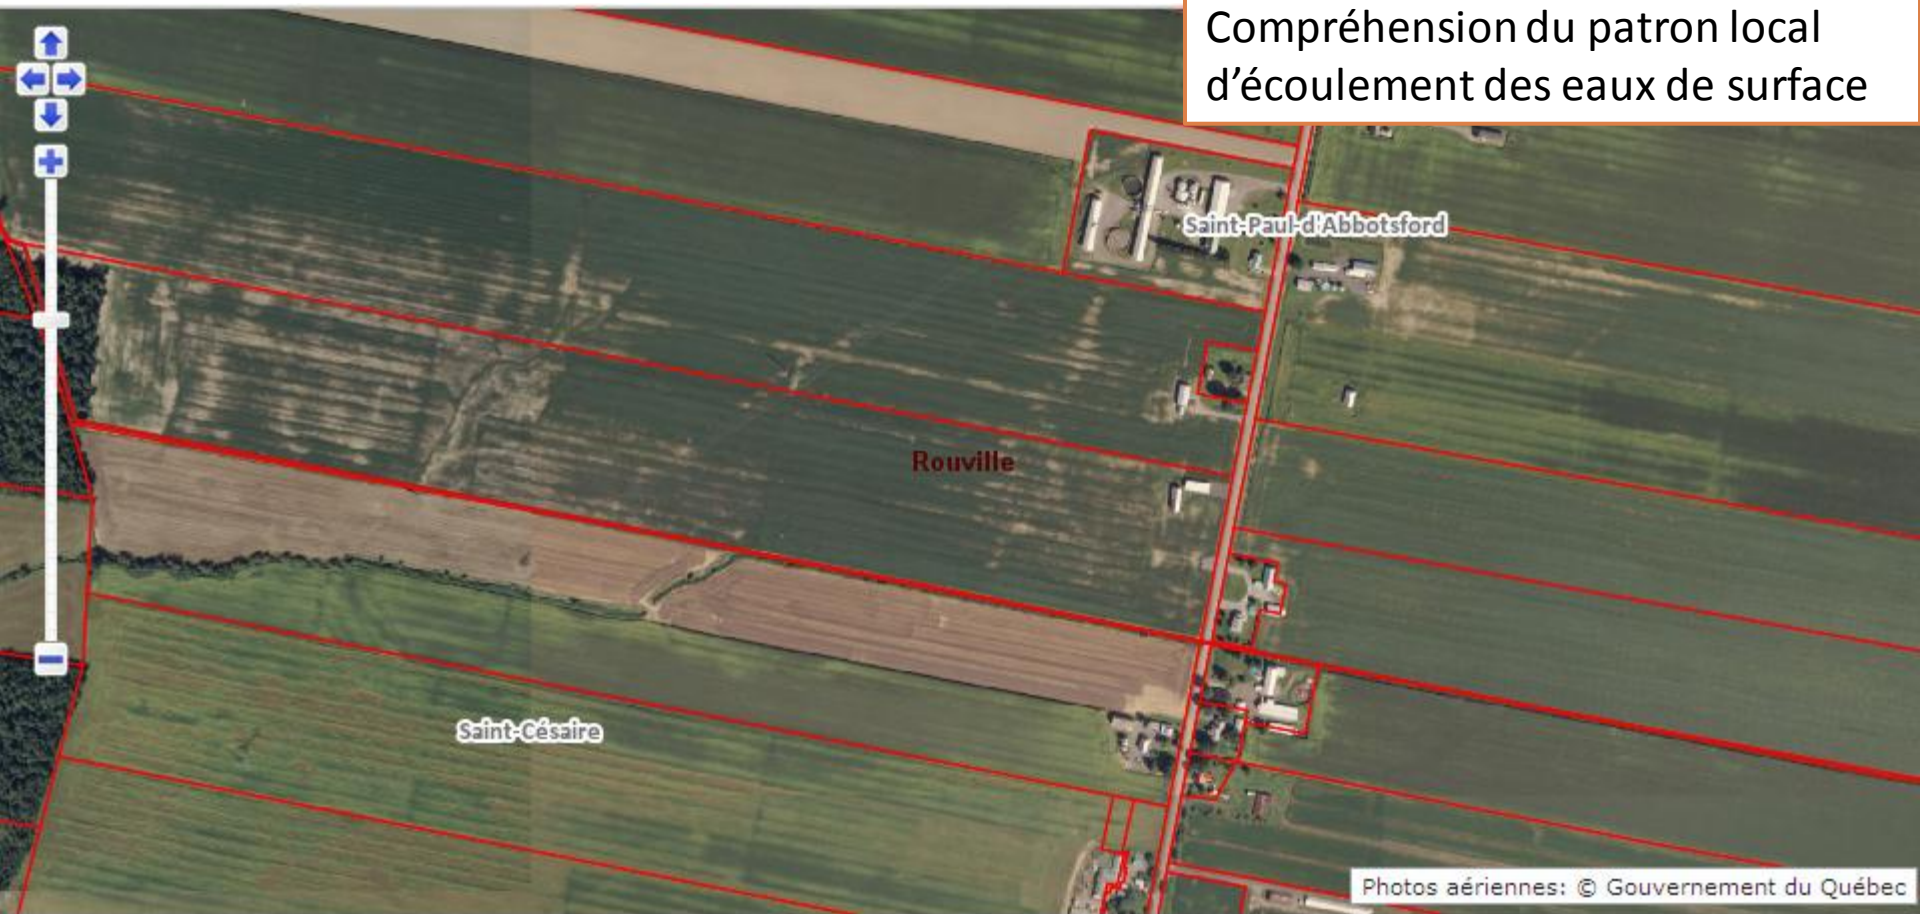 Compréhension du patron local
d’écoulement des eaux de surface
Saint-Paul-d'Abbotsford
Rouville
Saint-Césaire
Photos aériennes: © Gouvernement du Québec